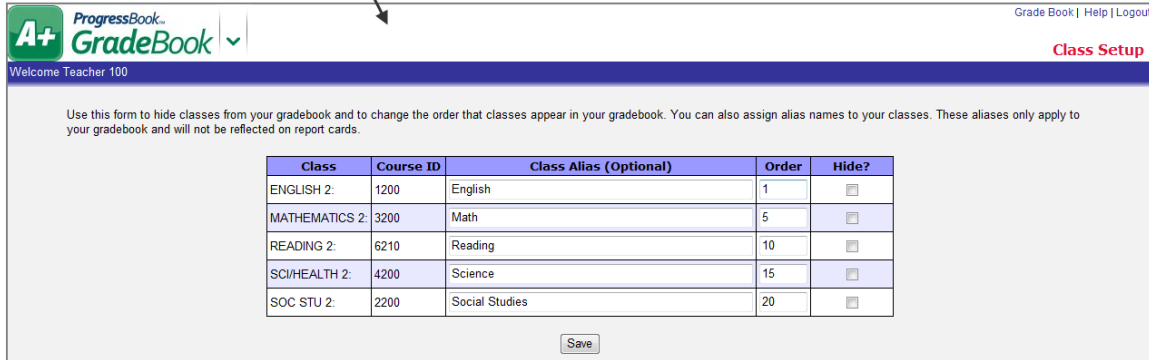 Grade Book | Help | Logout
A+ ProgressBook
GradeBook
Class Setup
Welcome Teacher 100
Use this form to hide classes from your gradebook and to change the order that classes appear in your gradebook. You can also assign alias names to your classes. These aliases only apply to
your gradebook and will not be reflected on report cards.
Class Course ID Class Alias (Optional) Order Hide?
ENGLISH 2: 1200 English 1
MATHEMATICS 2: 3200 Math 5
READING 2: 6210 Reading 10
SCI/HEALTH 2: 4200 Science 15
SOC STU 2: 2200 Social Studies 20
Save